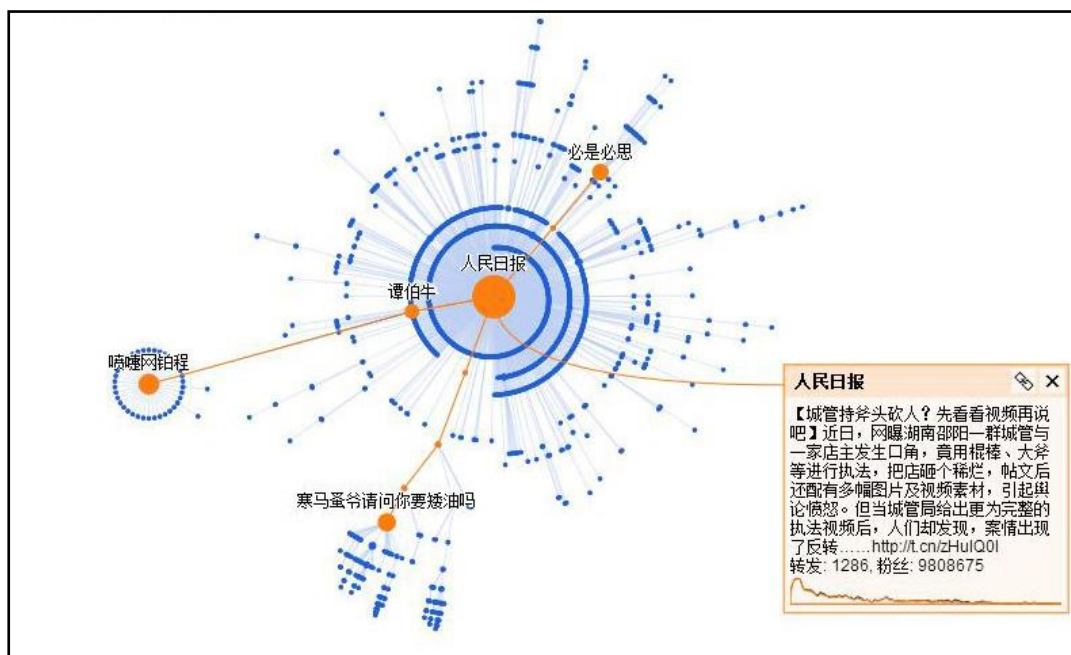 必是必思
人民日报
谭伯牛
喷嚏网铂程
寒马蚤爷请问你要矮油吗
人民日报
【城管持斧头砍人？先看看视频再说
吧】近日，网曝湖南邵阳一群城管与
一家店主发生口角，竟用棍棒、大斧
等进行执法，把店砸个稀烂，帖文后
还配有多幅图片及视频素材，引起舆
论愤怒。但当城管局给出更为完整的
执法视频后，人们却发现，案情出现
了反转……http://t.cn/zHulQ0I
转发: 1286, 粉丝: 9808675